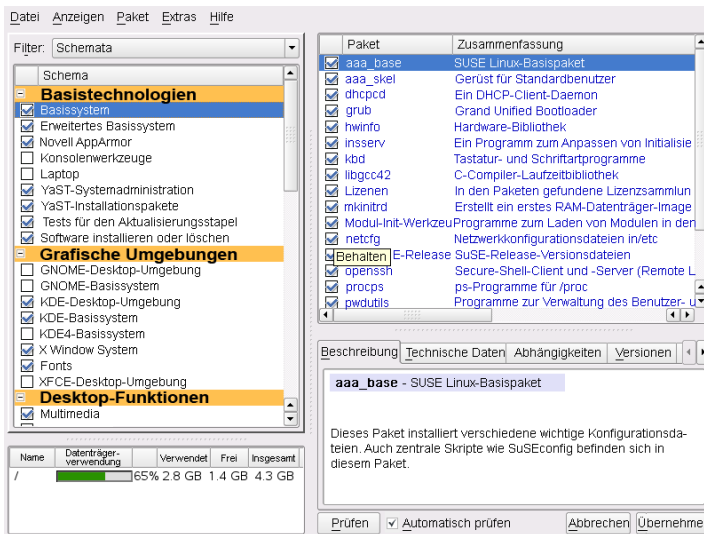 Datei Anzeigen Paket Extras Hilfe
Filter: Schemata
Schema
Basistechnologien
Basissystem
Erweitertes Basissystem
Novell AppArmor
Konsolenwerkzeuge
Laptop
YaST-Systemadministration
YaST-Installationspakete
Tests für den Aktualisierungsstapel
Software installieren oder löschen
Grafische Umgebungen
GNOME-Desktop-Umgebung
GNOME-Basissystem
KDE-Desktop-Umgebung
KDE-Basissystem
KDE4-Basissystem
X Window System
Fonts
XFCE-Desktop-Umgebung
Desktop-Funktionen
Multimedia
Name Datenträger-verwendung Verwendet Frei Insgesamt
/ 65% 2.8 GB 1.4 GB 4.3 GB
Paket Zusammenfassung
aaa_base SUSE Linux-Basispaket
aaa_skel Gerüst für Standardbenutzer
dhcpcd Ein DHCP-Client-Daemon
grub Grand Unified Bootloader
hwinfo Hardware-Bibliothek
insserv Ein Programm zum Anpassen von Initialisie
kbd Tastatur- und Schriftartprogramme
libgcc42 C-Compiler-Laufzeitbibliothek
Lizenen In den Paketen gefundene Lizenzsammlun
mkinitrd Erstellt ein erstes RAM-Datenträger-Image
Modul-Init-Werkzeu Programme zum Laden von Modulen in den
netcfg Netzwerkkonfigurationsdateien in/etc
Behalten E-Release SuSE-Release-Versionsdateien
openssh Secure-Shell-Client und -Server (Remote L
procps ps-Programme für /proc
pwdutils Programme zur Verwaltung des Benutzer- u
Beschreibung Technische Daten Abhängigkeiten Versionen
aaa_base - SUSE Linux-Basispaket
Dieses Paket installiert verschiedene wichtige Konfigurationsda-
teien. Auch zentrale Skripte wie SuSEconfig befinden sich in
diesem Paket.
Prüfen Automatisch prüfen Abbrechen Übernehme